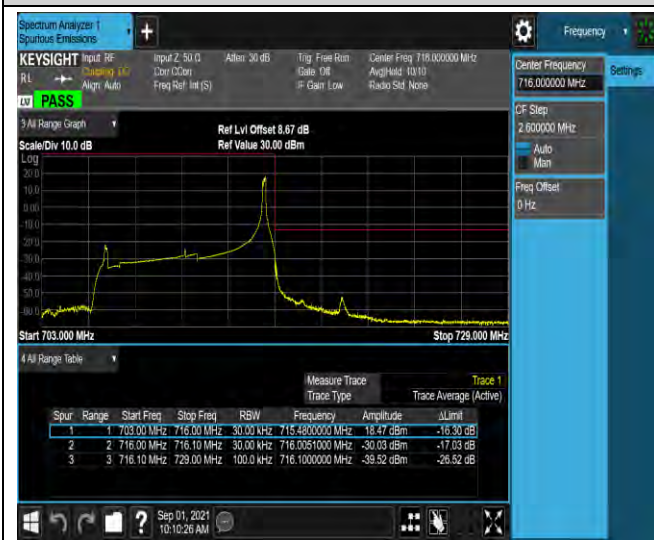 Spectrum Analyzer 1
Spurious Emissions
Frequency
KEYSIGHT Input: RF
Coupling: DC
Align: Auto
RL
Input Z: 50 Ω
Corr CCorr
Freq Ref: Int (S)
Atten: 30 dB
Trig: Free Run
Gate: Off
IF Gain: Low
Center Freq: 716.000000 MHz
Avg|Hold: 10/10
Radio Std: None
LW PASS
Center Frequency
716.000000 MHz
Settings
CF Step
2.600000 MHz
Auto
Man
Freq Offset
0 Hz
3 All Range Graph
Scale/Div 10.0 dB
Ref Lvl Offset 8.67 dB
Ref Value 30.00 dBm
Log
20.0
10.0
0.00
-10.0
-20.0
-30.0
-40.0
-50.0
-60.0
Start 703.000 MHz
Stop 729.000 MHz
4 All Range Table
Measure Trace Trace 1
Trace Type Trace Average (Active)
Spur Range Start Freq Stop Freq RBW Frequency Amplitude ΔLimit
1 1 703.00 MHz 716.00 MHz 30.00 kHz 715.4800000 MHz 18.47 dBm -16.30 dB
2 2 716.00 MHz 716.10 MHz 30.00 kHz 716.0051000 MHz -30.03 dBm -17.03 dB
3 3 716.10 MHz 729.00 MHz 100.0 kHz 716.1000000 MHz -39.52 dBm -26.52 dB
?
Sep 01, 2021
10:10:26 AM